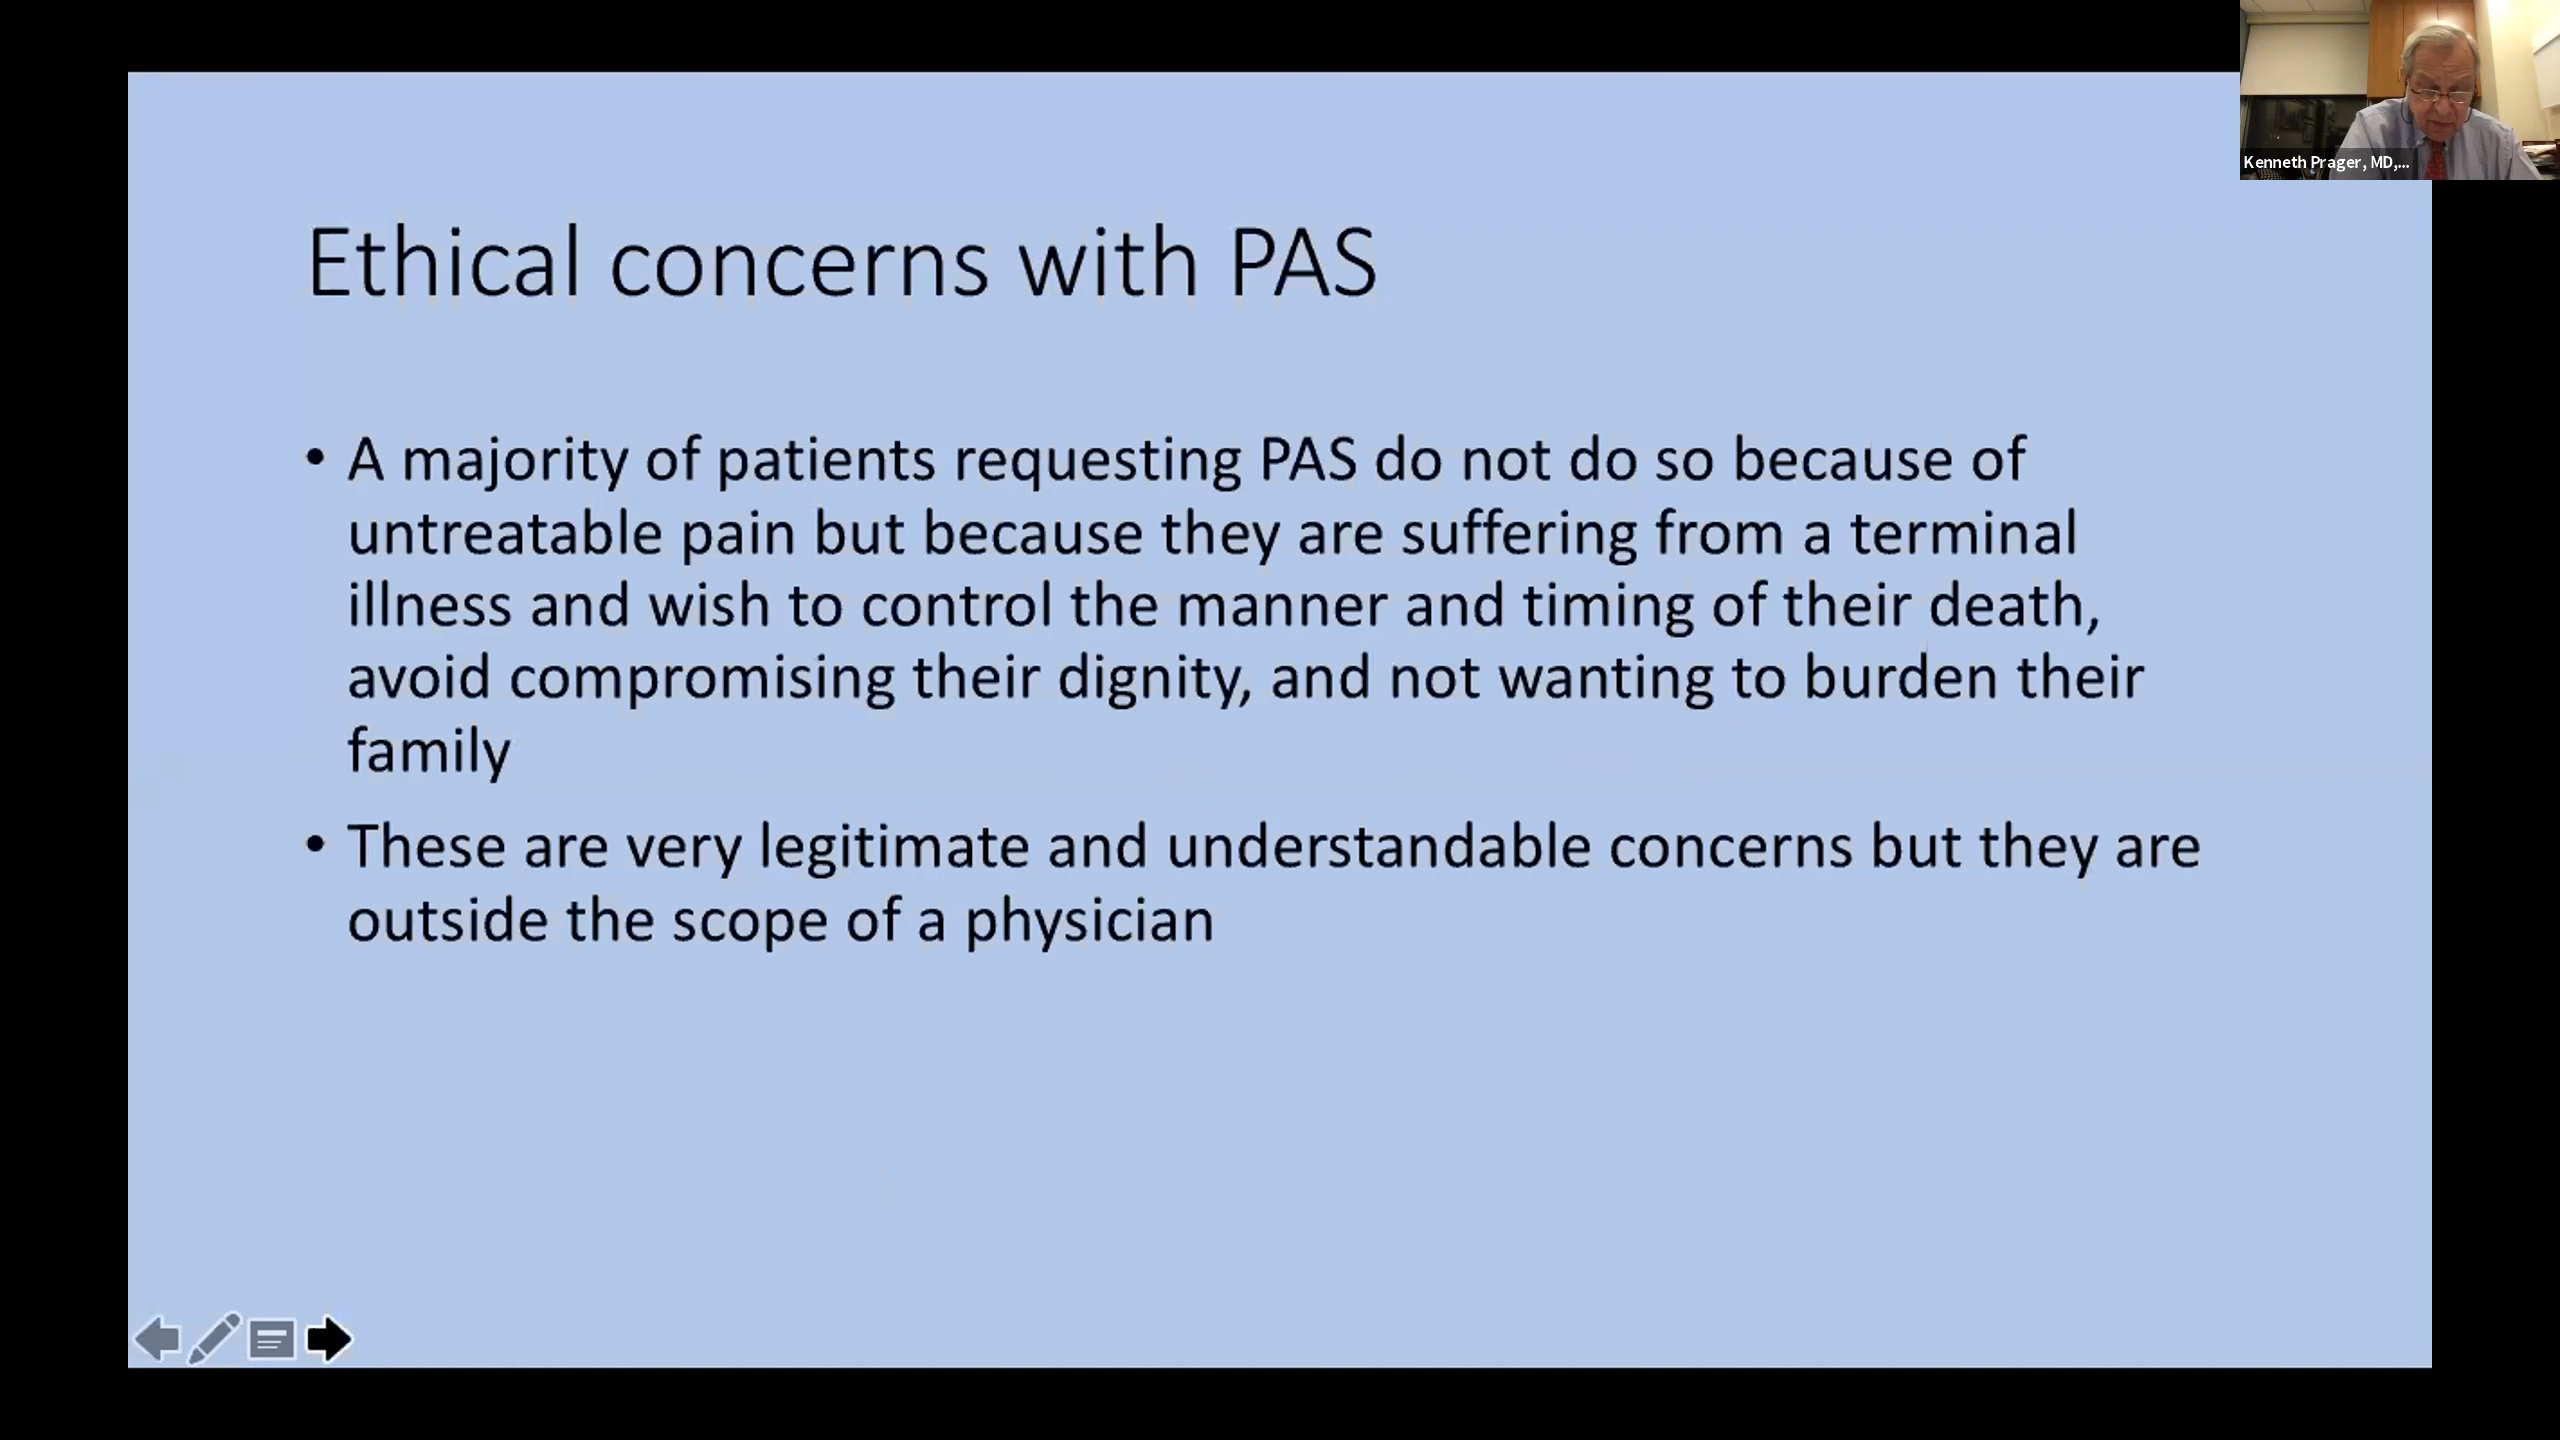 Kenneth Prager, MD,...
Ethical concerns with PAS
• A majority of patients requesting PAS do not do so because of
untreatable pain but because they are suffering from a terminal
illness and wish to control the manner and timing of their death,
avoid compromising their dignity, and not wanting to burden their
family
• These are very legitimate and understandable concerns but they are
outside the scope of a physician